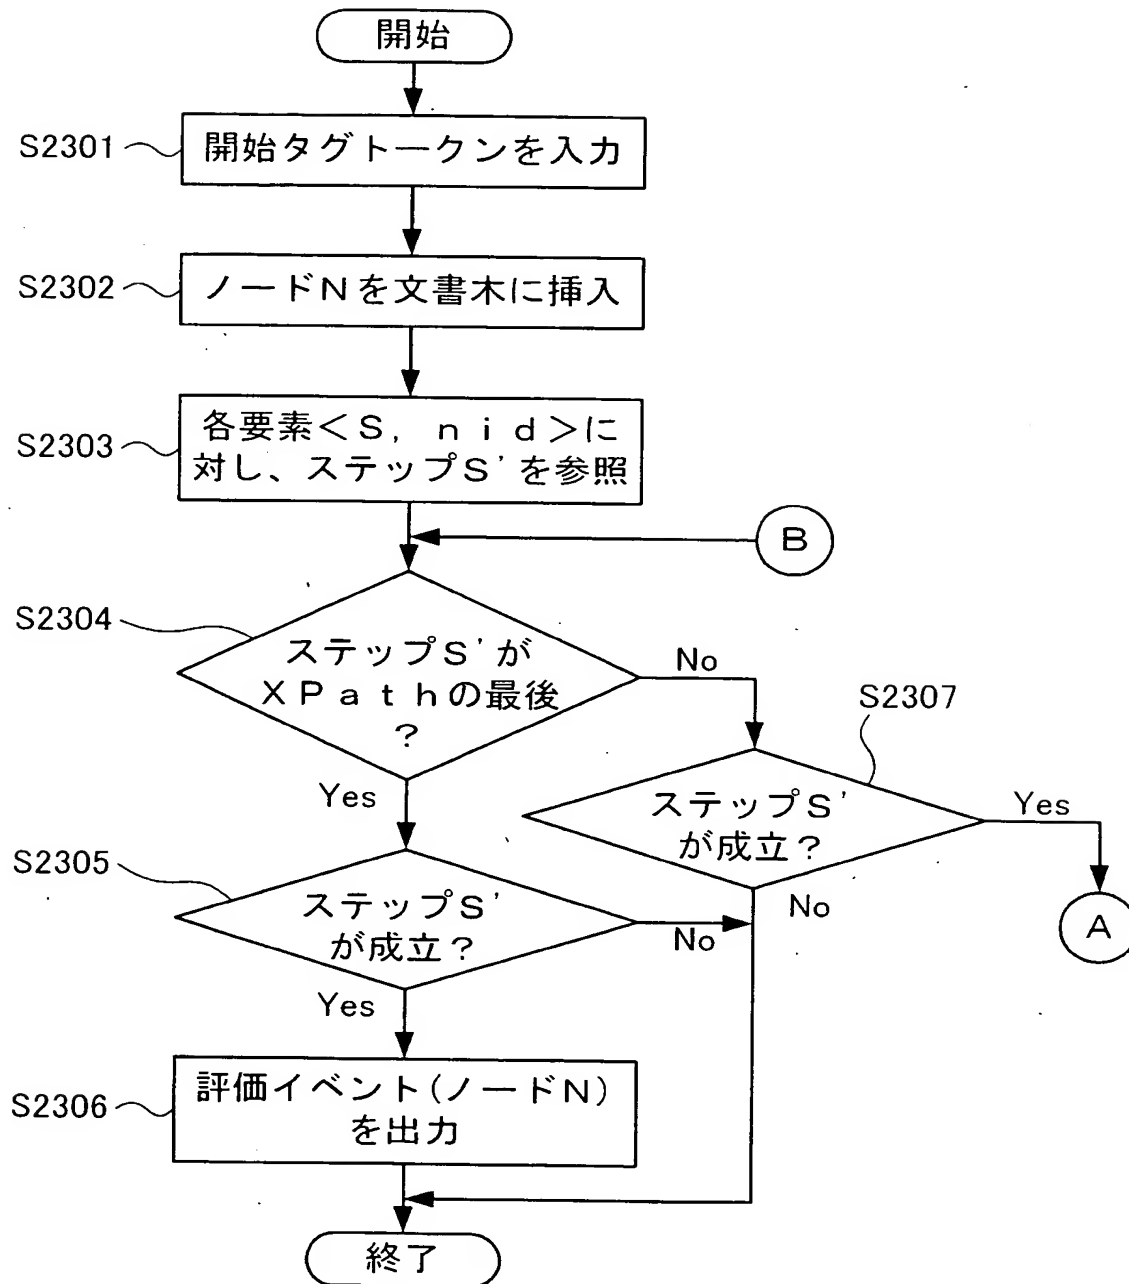 開始
S2301
開始タグトークンを入力
S2302
ノードNを文書木に挿入
S2303
各要素<S, nid>に
対し、ステップS'を参照
B
S2304
ステップS'が
XPathの最後
?
No
Yes
S2307
ステップS'
が成立?
Yes
No
A
S2305
ステップS'
が成立?
No
Yes
S2306
評価イベント(ノードN)
を出力
終了